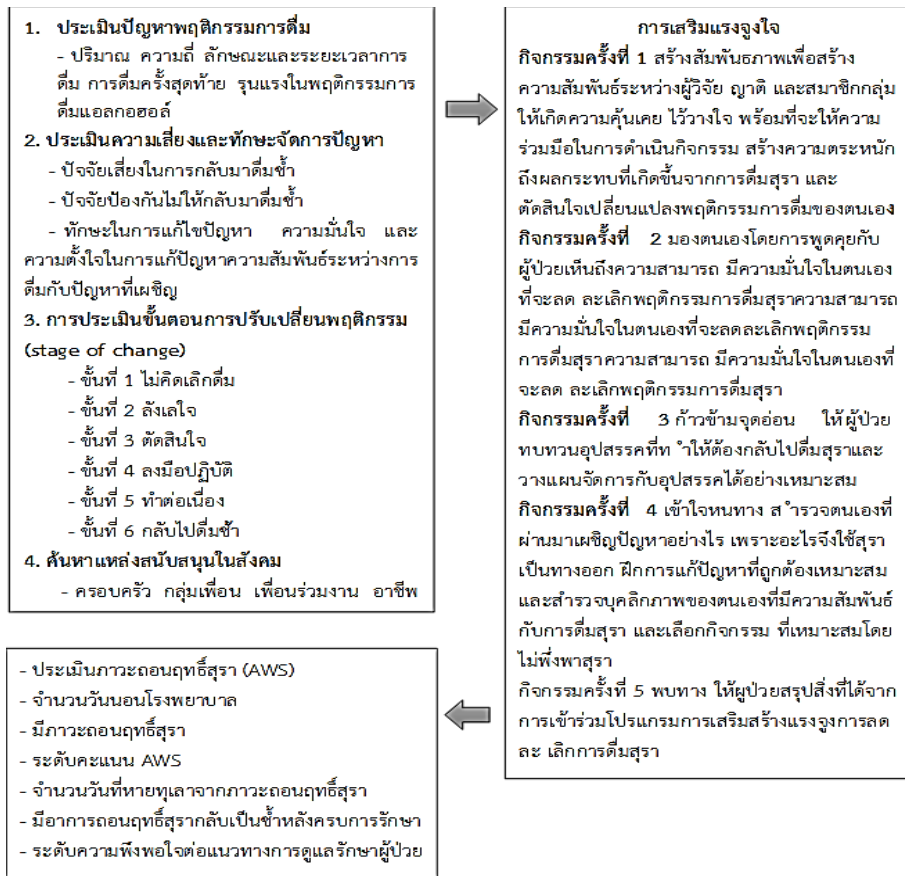 1. ประเมินปัญหาพฤติกรรมการดื่ม
- ปริมาณ ความถี่ ลักษณะและระยะเวลาการ
ดื่ม การดื่มครั้งสุดท้าย รุนแรงในพฤติกรรมการ
ดื่มแอลกอฮอล์
2. ประเมินความเสี่ยงและทักษะจัดการปัญหา
- ปัจจัยเสี่ยงในการกลับมาดื่มซ้ำ
- ปัจจัยป้องกันไม่ให้กลับมาดื่มซ้ำ
- ทักษะในการแก้ไขปัญหา ความมั่นใจ และ
ความตั้งใจในการแก้ปัญหาความสัมพันธ์ระหว่างการ
ดื่มกับปัญหาที่เผชิญ
3. การประเมินขั้นตอนการปรับเปลี่ยนพฤติกรรม
(stage of change)
- ขั้นที่ 1 ไม่คิดเลิกดื่ม
- ขั้นที่ 2 ลังเลใจ
- ขั้นที่ 3 ตัดสินใจ
- ขั้นที่ 4 ลงมือปฏิบัติ
- ขั้นที่ 5 ทำต่อเนื่อง
- ขั้นที่ 6 กลับไปดื่มซ้ำ
4. ค้นหาแหล่งสนับสนุนในสังคม
- ครอบครัว กลุ่มเพื่อน เพื่อนร่วมงาน อาชีพ
การเสริมแรงจูงใจ
กิจกรรมครั้งที่ 1 สร้างสัมพันธภาพเพื่อสร้าง
ความสัมพันธ์ระหว่างผู้วิจัย ญาติ และสมาชิกกลุ่ม
ให้เกิดความคุ้นเคย ไว้วางใจ พร้อมที่จะให้ความ
ร่วมมือในการดำเนินกิจกรรม สร้างความตระหนัก
ถึงผลกระทบที่เกิดขึ้นจากการดื่มสุรา และ
ตัดสินใจเปลี่ยนแปลงพฤติกรรมการดื่มของตนเอง
กิจกรรมครั้งที่ 2 มองตนเองโดยการพูดคุยกับ
ผู้ป่วยเห็นถึงความสามารถ มีความมั่นใจในตนเอง
ที่จะลด ละเลิกพฤติกรรมการดื่มสุราความสามารถ
มีความมั่นใจในตนเองที่จะลดละเลิกพฤติกรรม
การดื่มสุราความสามารถ มีความมั่นใจในตนเองที่
จะลด ละเลิกพฤติกรรมการดื่มสุรา
กิจกรรมครั้งที่ 3 ก้าวข้ามจุดอ่อน ให้ผู้ป่วย
ทบทวนอุปสรรคที่ท ำให้ต้องกลับไปดื่มสุราและ
วางแผนจัดการกับอุปสรรคได้อย่างเหมาะสม
กิจกรรมครั้งที่ 4 เข้าใจหนทาง ส ำรวจตนเองที่
ผ่านมาเผชิญปัญหาอย่างไร เพราะอะไรจึงใช้สุรา
เป็นทางออก ฝึกการแก้ปัญหาที่ถูกต้องเหมาะสม
และสำรวจบุคลิกภาพของตนเองที่มีความสัมพันธ์
กับการดื่มสุรา และเลือกกิจกรรม ที่เหมาะสมโดย
ไม่พึ่งพาสุรา
กิจกรรมครั้งที่ 5 พบทาง ให้ผู้ป่วยสรุปสิ่งที่ได้จาก
การเข้าร่วมโปรแกรมการเสริมสร้างแรงจูงการลด
ละ เลิกการดื่มสุรา
- ประเมินภาวะถอนฤทธิ์สุรา (AWS)
- จำนวนวันนอนโรงพยาบาล
- มีภาวะถอนฤทธิ์สุรา
- ระดับคะแนน AWS
- จำนวนวันที่หายทุเลาจากภาวะถอนฤทธิ์สุรา
- มีอาการถอนฤทธิ์สุรากลับเป็นซ้ำหลังครบการรักษา
- ระดับความพึงพอใจต่อแนวทางการดูแลรักษาผู้ป่วย